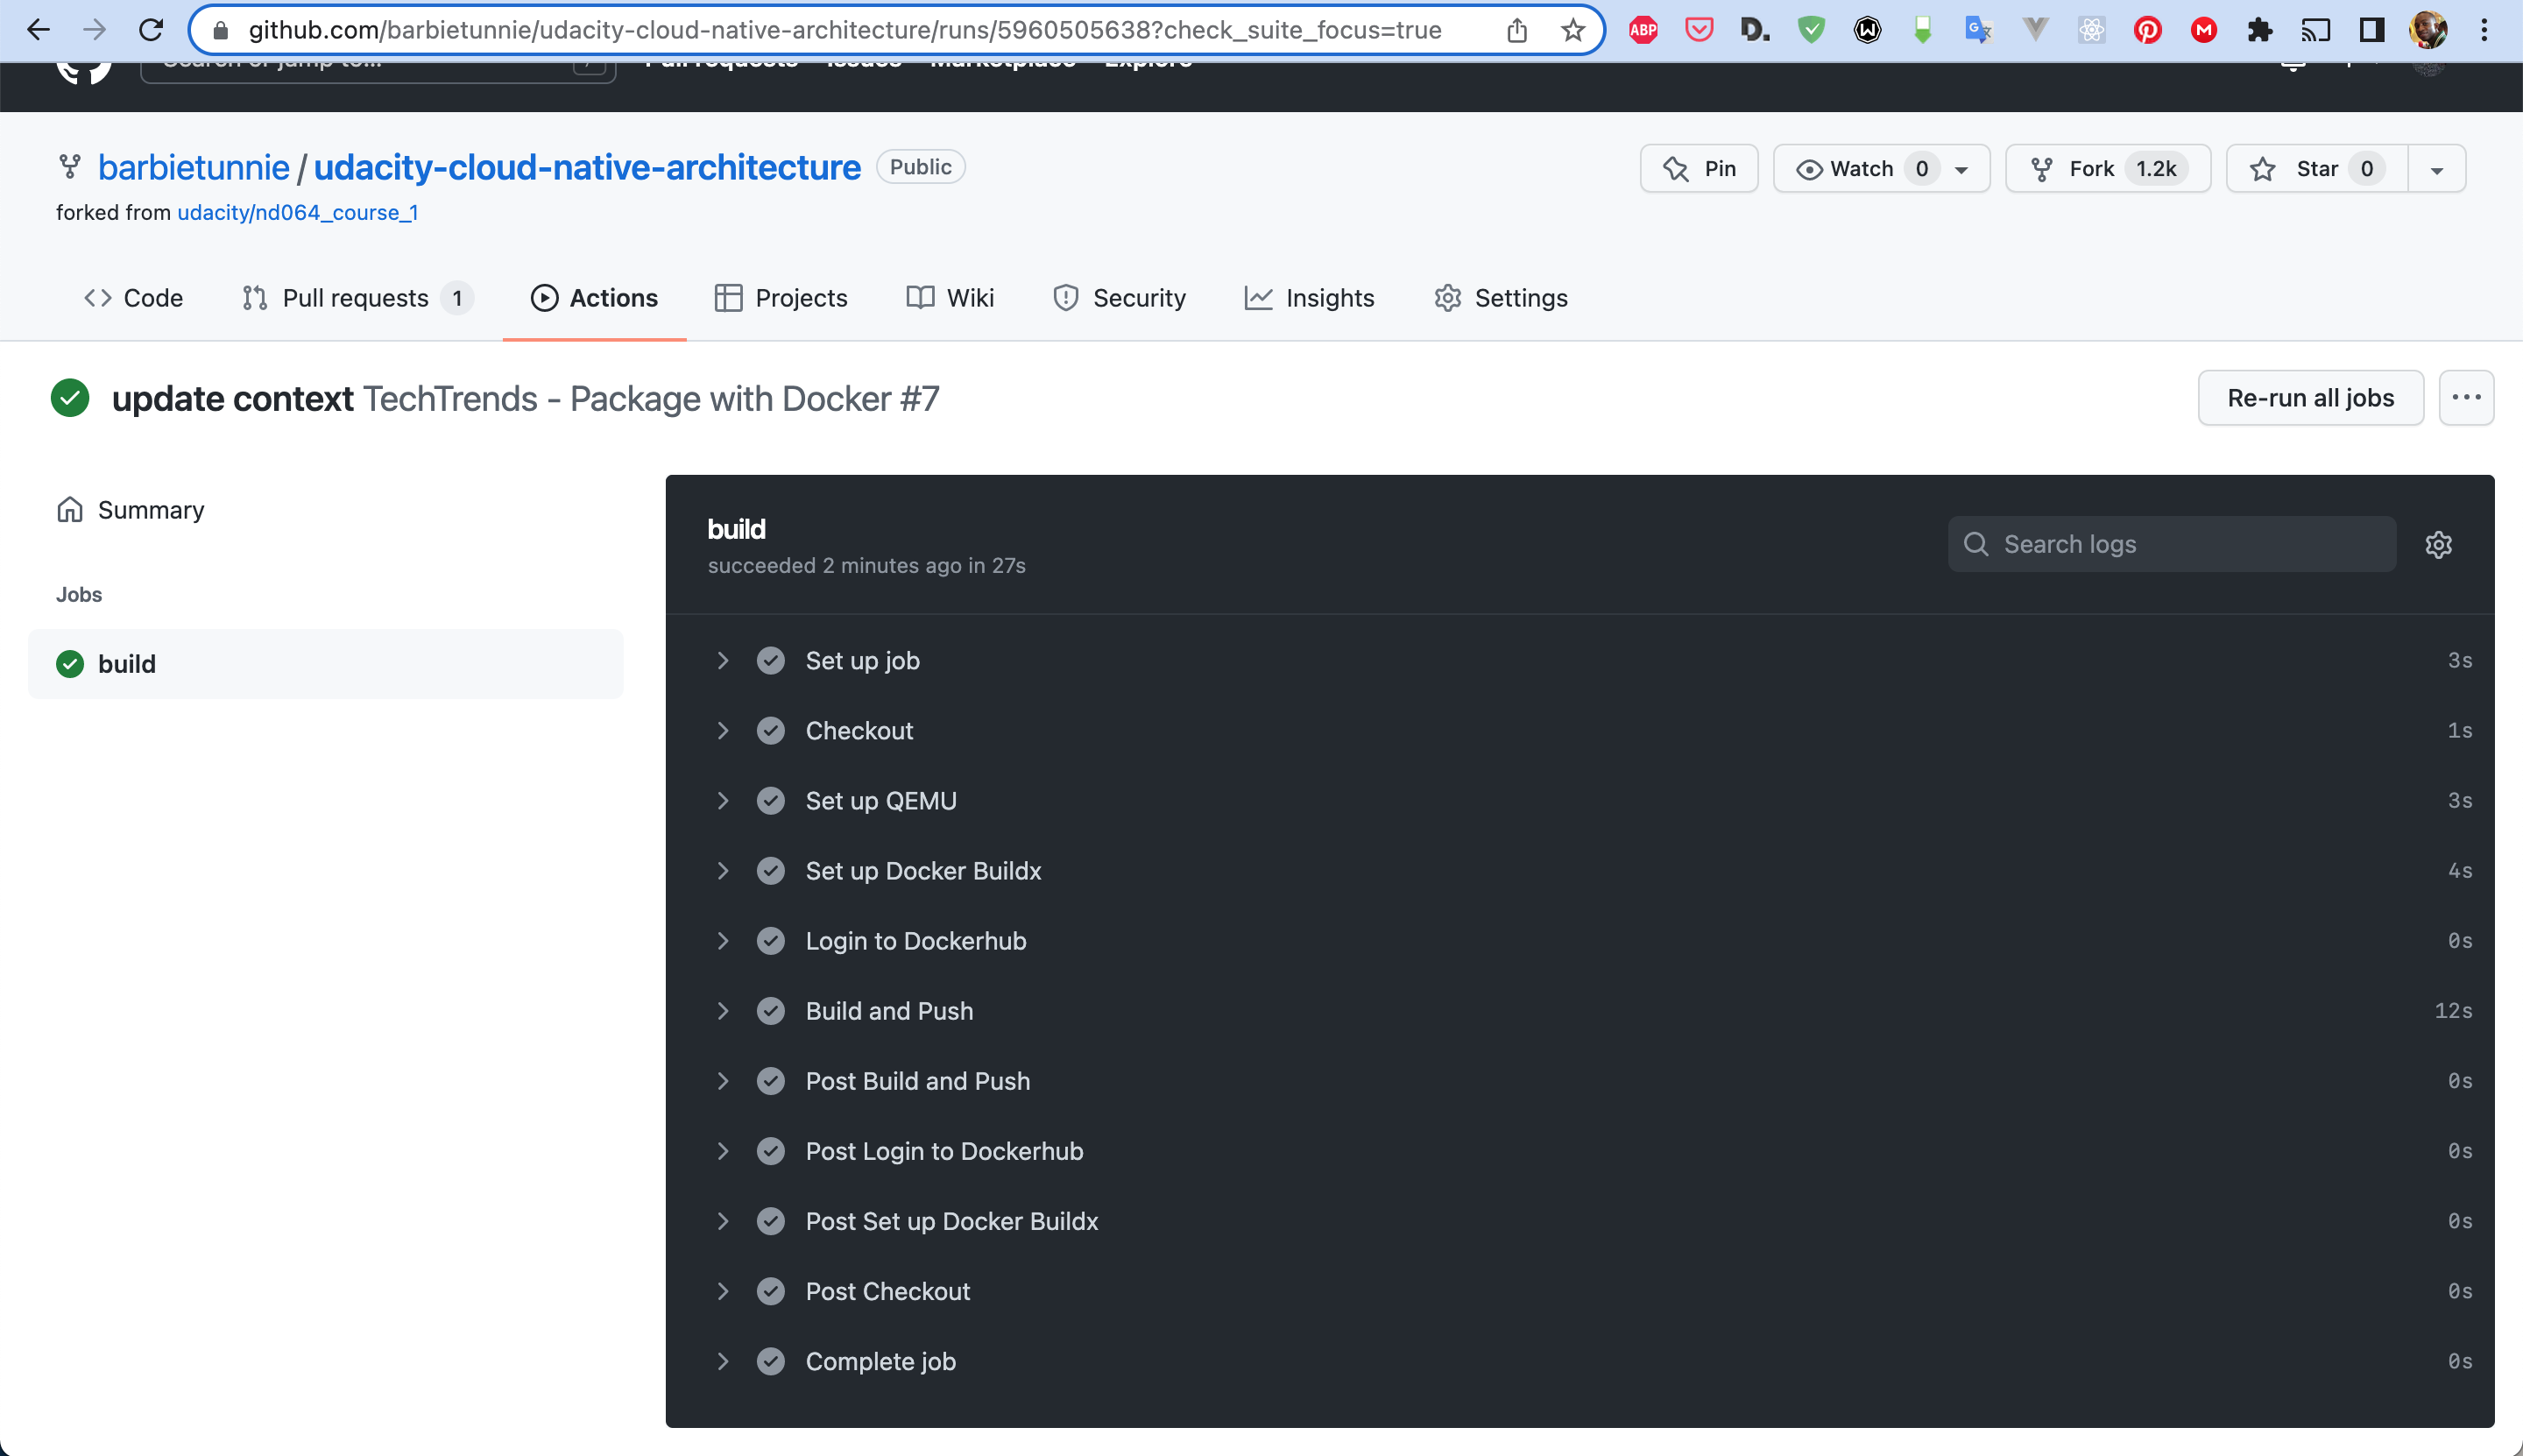 github.com/barbietunnie/udacity-cloud-native-architecture/runs/5960505638?check_suite_focus=true
ABP D. W G M
Search or jump to... /
Pull requests Issues Marketplace Explore
barbietunnie / udacity-cloud-native-architecture Public
Pin Watch 0 Fork 1.2k Star 0
forked from udacity/nd064_course_1
Code Pull requests 1 Actions Projects Wiki Security Insights Settings
update context TechTrends - Package with Docker #7
Re-run all jobs ...
Summary
Jobs
build
build
succeeded 2 minutes ago in 27s
Search logs
Set up job 3s
Checkout 1s
Set up QEMU 3s
Set up Docker Buildx 4s
Login to Dockerhub 0s
Build and Push 12s
Post Build and Push 0s
Post Login to Dockerhub 0s
Post Set up Docker Buildx 0s
Post Checkout 0s
Complete job 0s